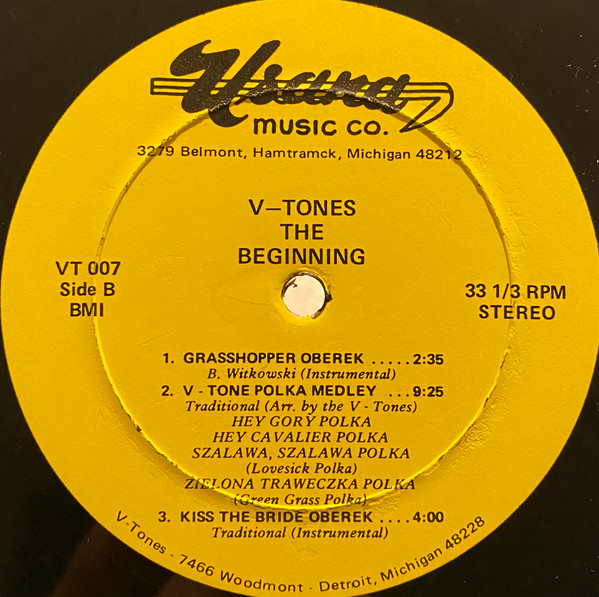 Usana
MUSIC CO.
3279 Belmont, Hamtramck, Michigan 48212
V-TONES
THE
BEGINNING
VT 007
Side B
BMI
33 1/3 RPM
STEREO
1. GRASSHOPPER OBEREK ..... 2:35
B. Witkowski (Instrumental)
2. V - TONE POLKA MEDLEY ... 9:25
Traditional (Arr. by the V - Tones)
HEY GORY POLKA
HEY CAVALIER POLKA
SZALAWA, SZALAWA POLKA
(Lovesick Polka)
ZIELONA TRAWECZKA POLKA
(Green Grass Polka)
3. KISS THE BRIDE OBEREK .... 4:00
Traditional (Instrumental)
V-Tones - 7466 Woodmont - Detroit, Michigan 48228